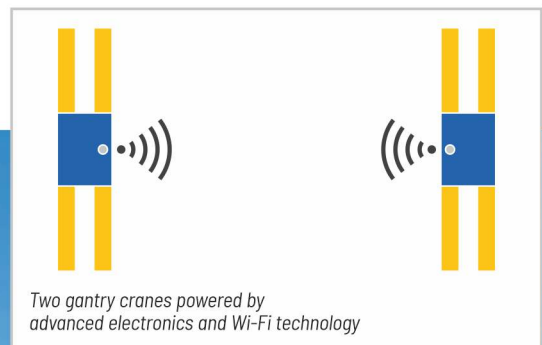 Two gantry cranes powered by
advanced electronics and Wi-Fi technology